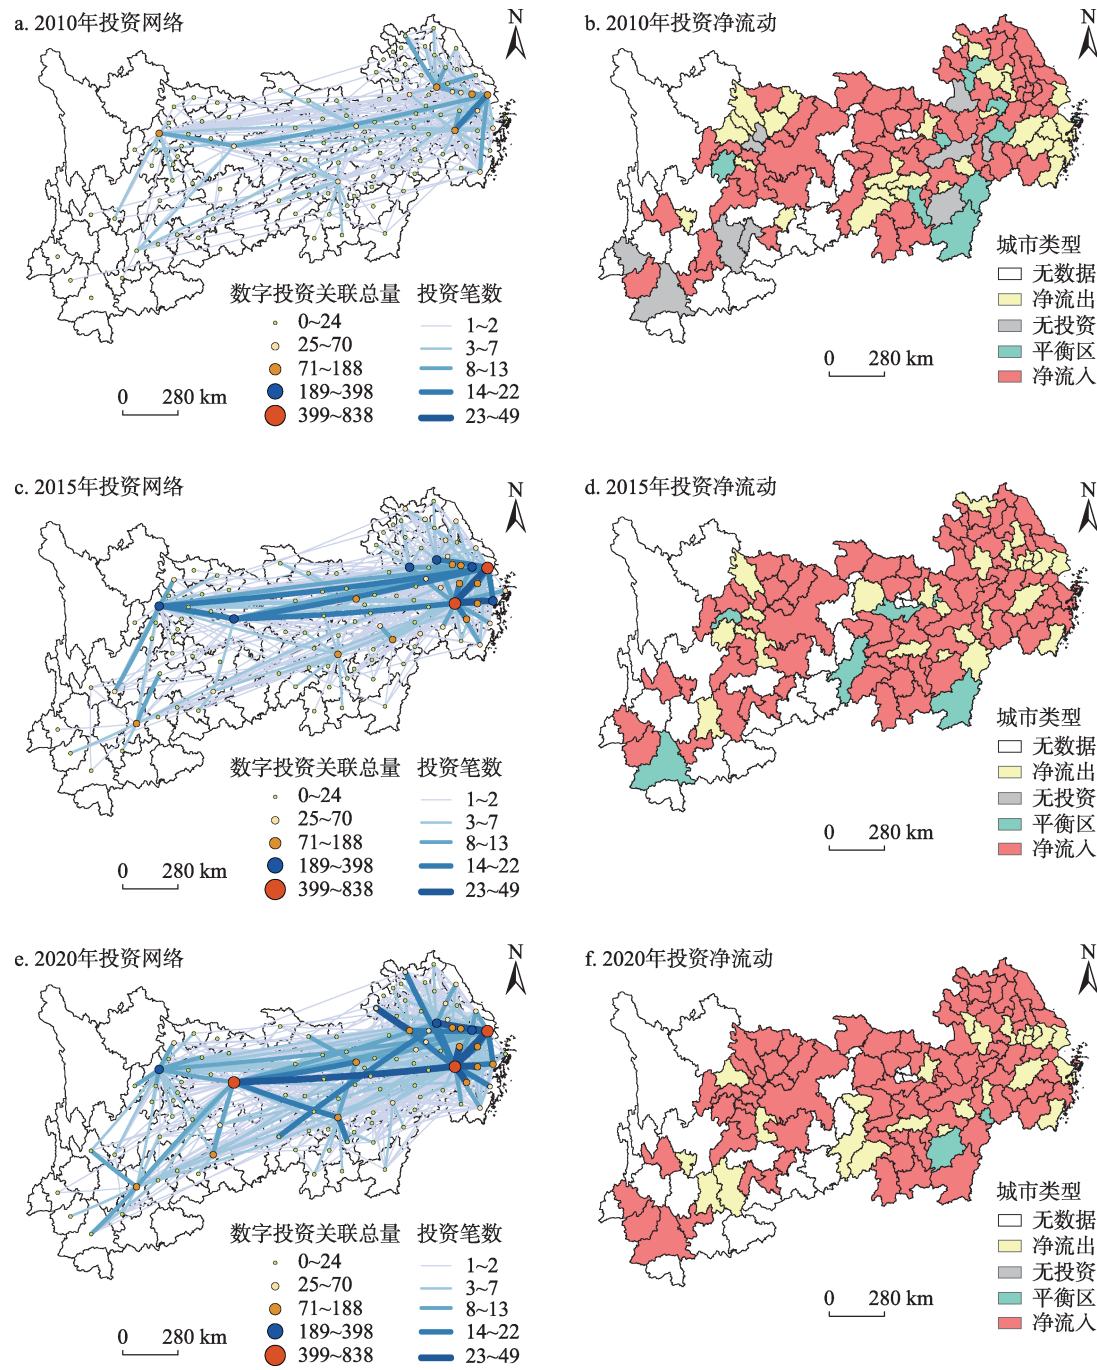 a. 2010年投资网络
N
数字投资关联总量 投资笔数
0~24 1~2
25~70 3~7
71~188 8~13
189~398 14~22
399~838 23~49
0 280 km
b. 2010年投资净流动
N
城市类型
无数据
净流出
无投资
平衡区
净流入
0 280 km
c. 2015年投资网络
N
数字投资关联总量 投资笔数
0~24 1~2
25~70 3~7
71~188 8~13
189~398 14~22
399~838 23~49
0 280 km
d. 2015年投资净流动
N
城市类型
无数据
净流出
无投资
平衡区
净流入
0 280 km
e. 2020年投资网络
N
数字投资关联总量 投资笔数
0~24 1~2
25~70 3~7
71~188 8~13
189~398 14~22
399~838 23~49
0 280 km
f. 2020年投资净流动
N
城市类型
无数据
净流出
无投资
平衡区
净流入
0 280 km